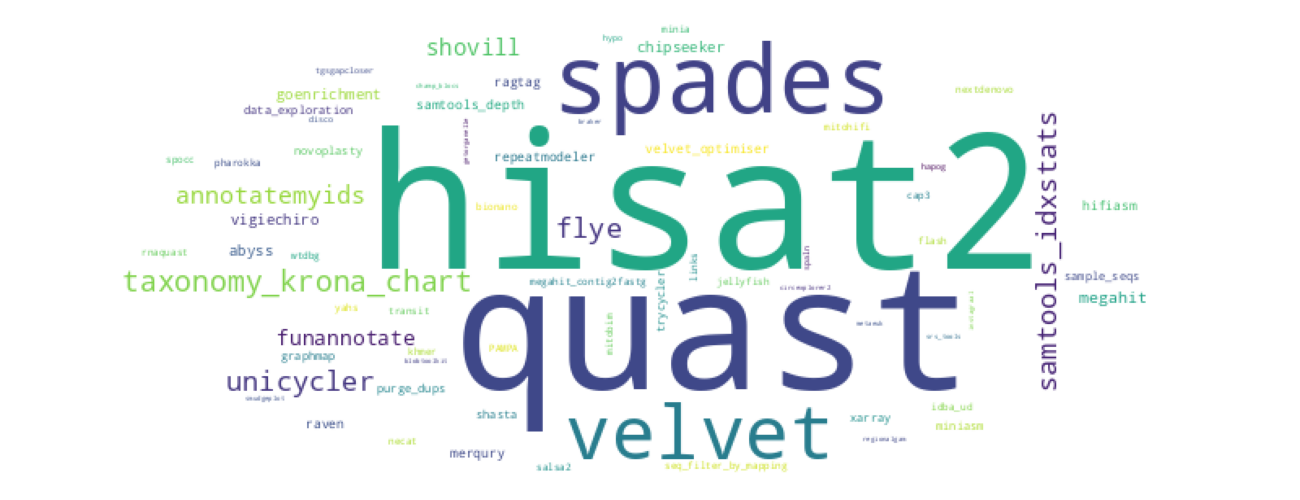 minia
hypo
shovill
chipseeker
tgsgapcloser
spades
ragtag
goenrichment
nextdenovo
samtools_depth
data_exploration
disco
hisat2
samtools_idxstats
mitohifi
novoplasty
velvet_optimiser
repeatmodeler
spocc
pharokka
hapog
annotatemyids
cap3
bionano
hifiasm
vigiechiro
flye
flash
abyss
rnaquast
wtdbg
spaln
links
taxonomy_krona_chart
megahit_contig2fastg
jellyfish
circexplorer2
sample_seqs
trycycler
megahit
yahs
transit
quast
funannotate
mitobim
PAMPA
khmer
graphmap
blobtoolkit
unicycler
purge_dups
velvet
idba_ud
shasta
xarray
raven
miniasm
necat
merqury
salsa2
seq_filter_by_mapping